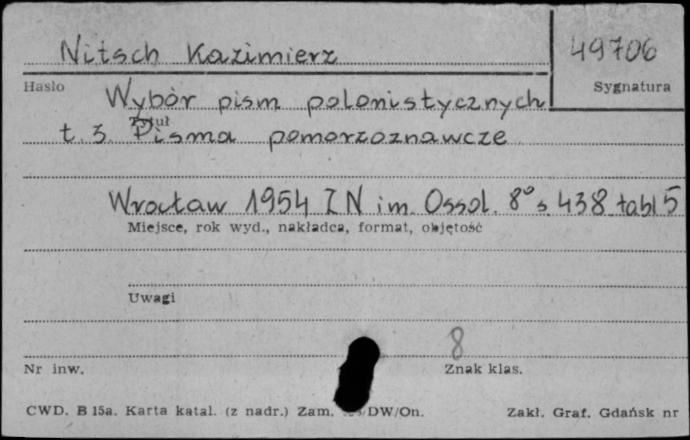 Nitsch Kazimierz 49706
Hasło Sygnatura
Wybór pism polonistycznych
Tytuł
t. 3. Pisma pomorzoznawcze
Wrocław 1954 Z N im. Ossol. 8° s. 438 tabl 5
Miejsce, rok wyd., nakładca, format, objętość
Uwagi
8
Nr inw. Znak klas.
CWD. B 15a. Karta katal. (z nadr.) Zam. /DW/On. Zakł. Graf. Gdańsk nr